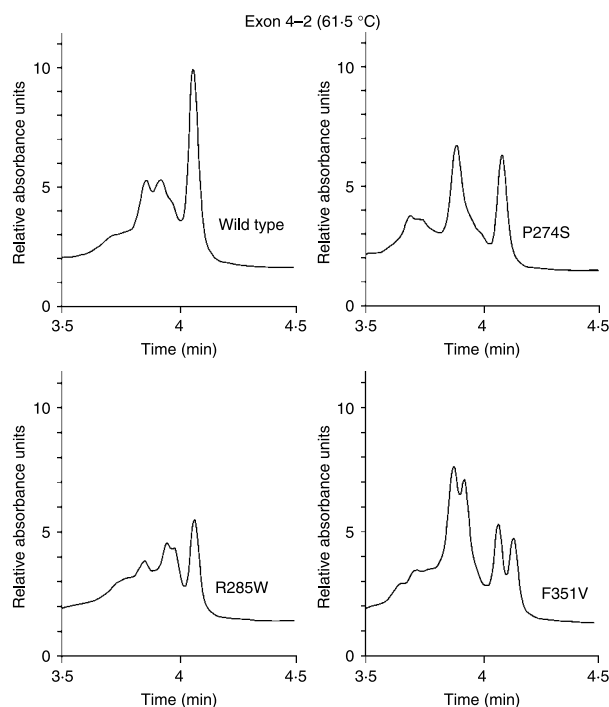 Exon 4–2 (61·5 °C)
Relative absorbance units
10
5
0
Wild type
3·5
4
4·5
Time (min)
Relative absorbance units
10
5
0
P274S
3·5
4
4·5
Time (min)
Relative absorbance units
10
5
0
R285W
3·5
4
4·5
Time (min)
Relative absorbance units
10
5
0
F351V
3·5
4
4·5
Time (min)